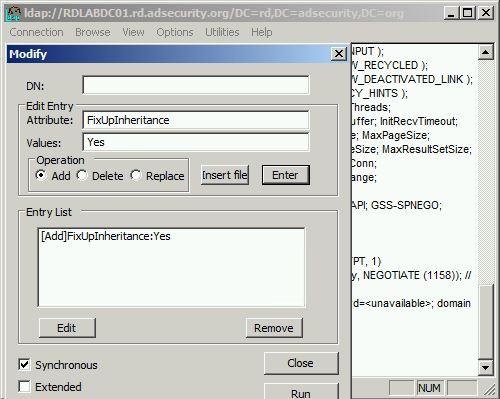 ldap://RDLABDC01.rd.adsecurity.org/DC=rd,DC=adsecurity,DC=org
Connection Browse View Options Utilities Help
Modify
DN:
Edit Entry
Attribute: FixUpInheritance
Values: Yes
Operation
Add Delete Replace
Insert file
Enter
Entry List
[Add]FixUpInheritance:Yes
Edit
Remove
Synchronous
Extended
Close
Run
NPUT );
W_RECYCLED );
W_DEACTIVATED_LINK );
CY_HINTS );
Threads;
uffer; InitRecvTimeout;
e; MaxPageSize;
eSize; MaxResultSetSize;
Conn;
ange;
API; GSS-SPNEGO;
PT, 1)
y, NEGOTIATE (1158)); //
d=<unavailable>; domain
NUM